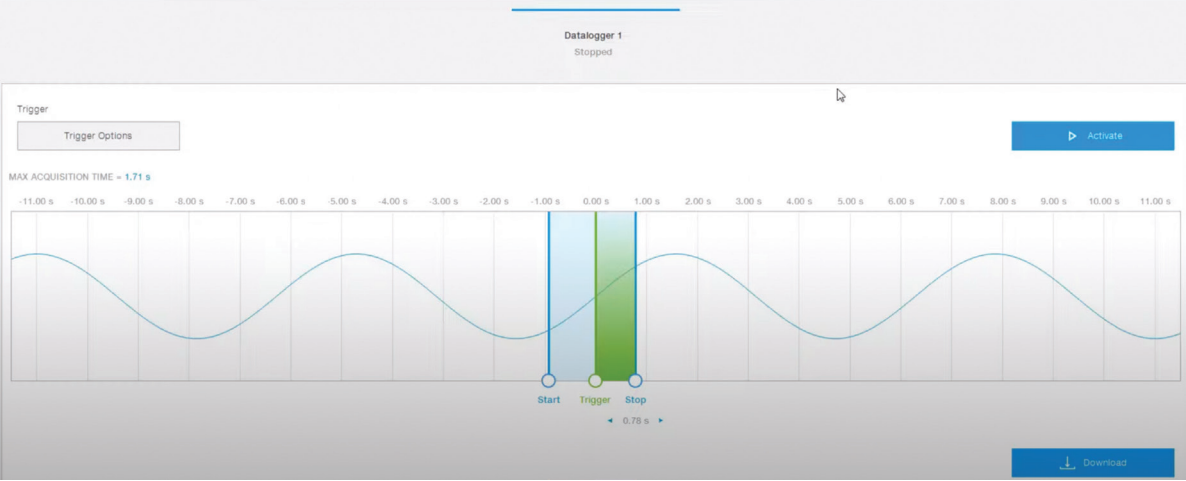 Datalogger 1
Stopped
Trigger
Trigger Options
Activate
MAX ACQUISITION TIME = 1.71 s
-11.00 s -10.00 s -9.00 s -8.00 s -7.00 s -6.00 s -5.00 s -4.00 s -3.00 s -2.00 s -1.00 s 0.00 s 1.00 s 2.00 s 3.00 s 4.00 s 5.00 s 6.00 s 7.00 s 8.00 s 9.00 s 10.00 s 11.00 s
Start Trigger Stop
0.78 s
Download